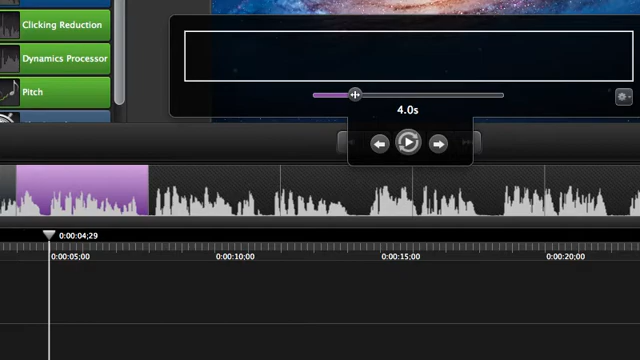 Clicking Reduction
Dynamics Processor
Pitch
4.0s
0:00:04;29
0:00:05;00
0:00:10;00
0:00:15;00
0:00:20;00